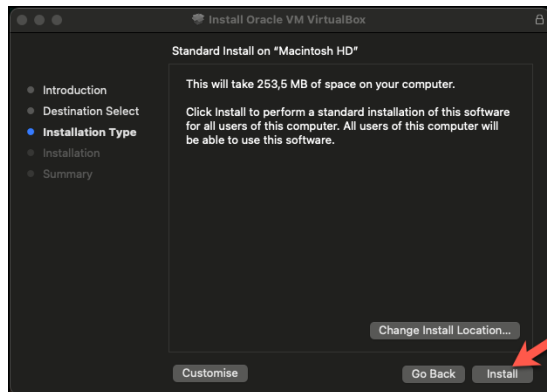 Install Oracle VM VirtualBox
Standard Install on “Macintosh HD”
Introduction
Destination Select
Installation Type
Installation
Summary
This will take 253,5 MB of space on your computer.
Click Install to perform a standard installation of this software
for all users of this computer. All users of this computer will
be able to use this software.
Change Install Location...
Customise
Go Back
Install